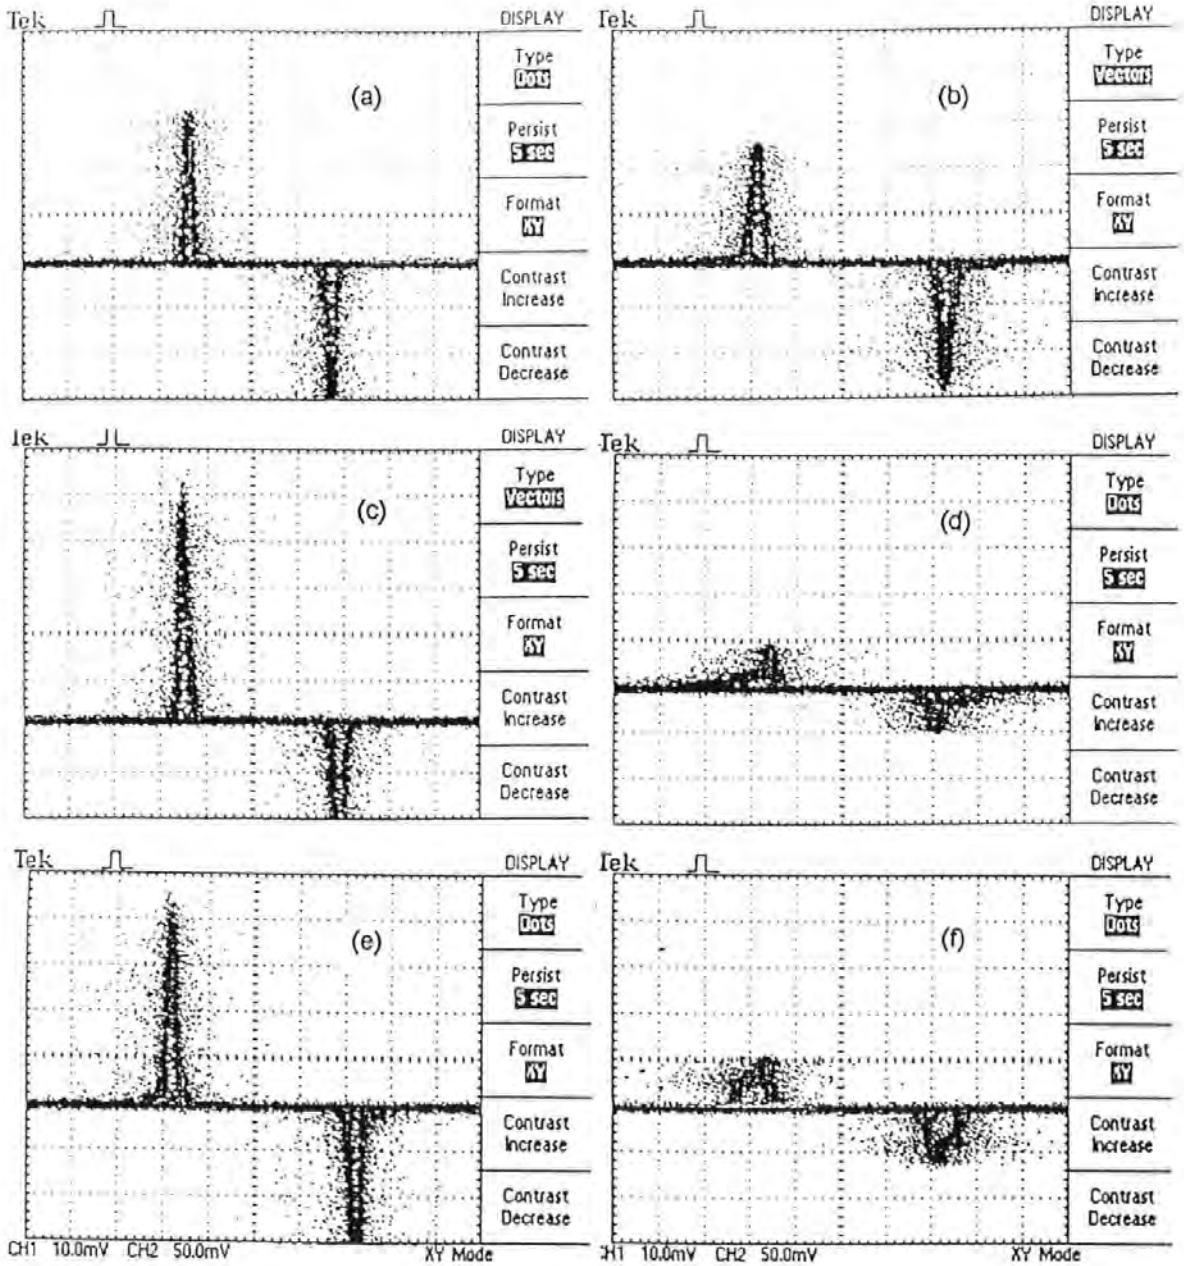 Tek DISPLAY
(a)
Type
Dots
Persist
5 sec
Format
XY
Contrast
Increase
Contrast
Decrease
Tek DISPLAY
(b)
Type
Vectors
Persist
5 sec
Format
XY
Contrast
Increase
Contrast
Decrease
Tek DISPLAY
(c)
Type
Vectors
Persist
5 sec
Format
XY
Contrast
Increase
Contrast
Decrease
Tek DISPLAY
(d)
Type
Dots
Persist
5 sec
Format
XY
Contrast
Increase
Contrast
Decrease
Tek DISPLAY
(e)
Type
Dots
Persist
5 sec
Format
XY
Contrast
Increase
Contrast
Decrease
CH1 10.0mV CH2 50.0mV XY Mode
Tek DISPLAY
(f)
Type
Dots
Persist
5 sec
Format
XY
Contrast
Increase
Contrast
Decrease
CH1 10.0mV CH2 50.0mV XY Mode